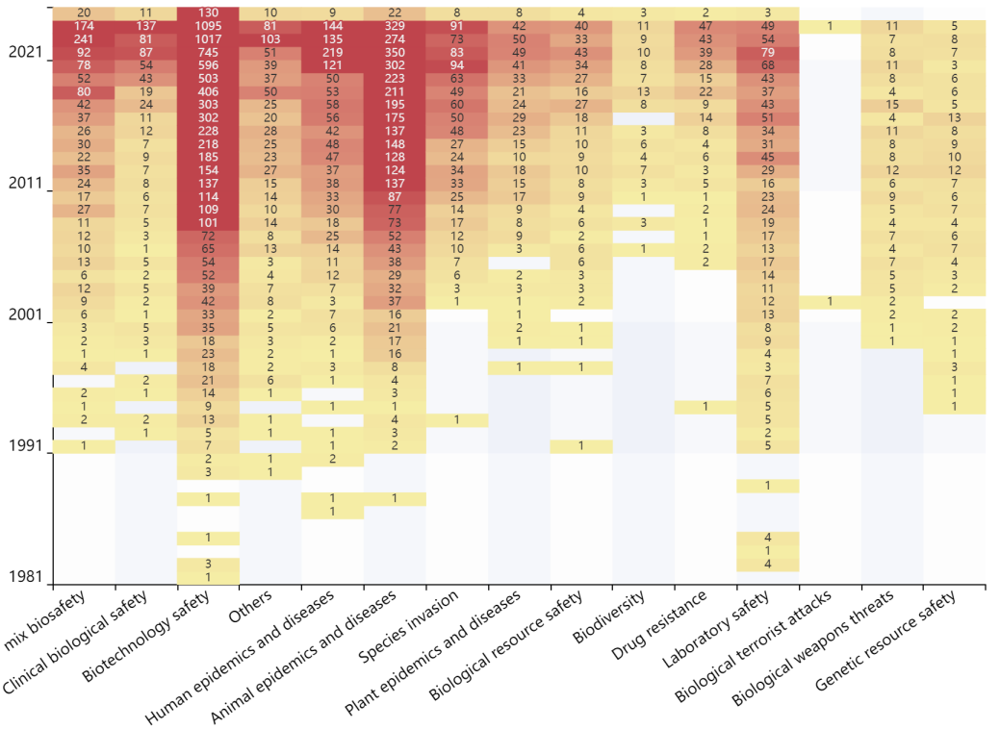 20 11 130 10 9 22 8 8 4 3 2 3
174 137 1095 81 144 329 91 42 40 11 47 49 1 11 5
241 81 1017 103 135 274 73 50 33 9 43 54 7 8
2021 92 87 745 51 219 350 83 49 43 10 39 79 8 7
78 54 596 39 121 302 94 41 34 8 28 68 11 3
52 43 503 37 50 223 63 33 27 7 15 43 8 6
80 19 406 50 53 211 49 21 16 13 22 37 4 6
42 24 303 25 58 195 60 24 27 8 9 43 15 5
37 11 302 20 56 175 50 29 18 14 51 4 13
26 12 228 28 42 137 48 23 11 3 8 34 11 8
30 7 218 25 48 148 27 15 10 6 4 31 8 9
22 9 185 23 47 128 24 10 9 4 6 45 8 10
35 7 154 27 37 124 34 18 10 7 3 29 12 12
2011 24 8 137 15 38 137 33 15 8 3 5 16 6 7
17 6 114 14 33 87 25 17 9 1 1 23 9 6
27 7 109 10 30 77 14 9 4 2 24 5 7
11 5 101 14 18 73 17 8 6 3 1 19 4 4
12 3 72 8 25 52 12 9 2 1 17 7 6
10 1 65 13 14 43 10 3 6 1 2 13 4 7
13 5 54 3 11 38 7 6 2 17 7 4
6 2 52 4 12 29 6 2 3 14 5 3
12 5 39 7 7 32 3 3 3 11 5 2
9 2 42 8 3 37 1 1 2 12 1 2
2001 6 1 33 2 7 16 1 13 2 2
3 5 35 5 6 21 2 1 8 1 2
2 3 18 3 2 17 1 1 9 1 1
1 1 23 2 1 16 4 1
4 18 2 3 8 1 1 3 3
2 21 6 1 4 7 1
2 1 14 1 3 6 1
1 9 1 1 1 5 1
2 2 13 1 4 1 5
1 5 1 1 3 2
1991 1 7 1 2 1 5
2 1 2
3 1
1
1 1 1
1
1 4
1
3 4
1981 1
mix biosafety
Clinical biological safety
Biotechnology safety
Others
Human epidemics and diseases
Animal epidemics and diseases
Species invasion
Plant epidemics and diseases
Biological resource safety
Biodiversity
Drug resistance
Laboratory safety
Biological terrorist attacks
Biological weapons threats
Genetic resource safety